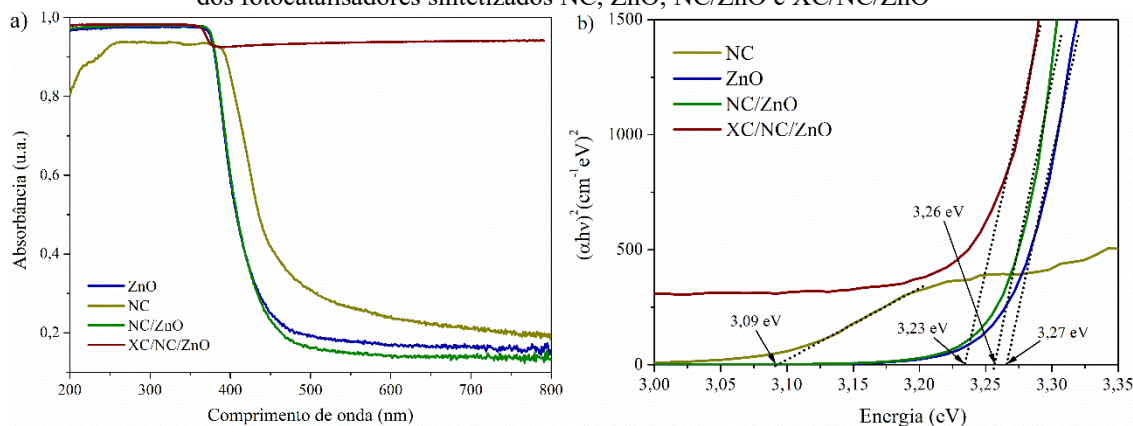 dos fotocatalisadores sintetizados NC, ZnO, NC/ZnO e XC/NC/ZnO
a)
1,0
0,8
0,6
0,4
0,2
Absorbância (u.a.)
ZnO
NC
NC/ZnO
XC/NC/ZnO
200
300
400
500
600
700
800
Comprimento de onda (nm)
b)
1500
1000
500
0
(αhν)²(cm⁻¹eV)²
NC
ZnO
NC/ZnO
XC/NC/ZnO
3,26 eV
3,09 eV
3,23 eV
3,27 eV
3,00
3,05
3,10
3,15
3,20
3,25
3,30
3,35
Energia (eV)